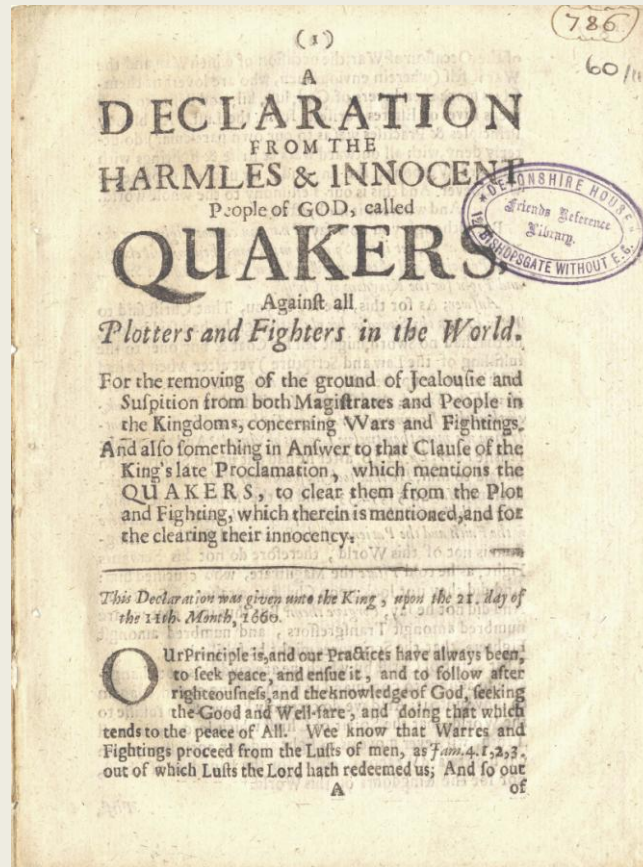 (1)
786
60/11
A
DECLARATION
FROM THE
HARMLES & INNOCENT
People of GOD, called
QUAKERS,
Againſt all
Plotters and Fighters in the World.
DEVONSHIRE HOUSE
Friends Reference
Library.
12 BISHOPSGATE WITHOUT E.C.
For the removing of the ground of Jealouſie and
Suſpition from both Magiſtrates and People in
the Kingdoms, concerning Wars and Fightings.
And alſo ſomething in Anſwer to that Clauſe of the
King's late Proclamation, which mentions the
QUAKERS, to clear them from the Plot
and Fighting, which therein is mentioned, and for
the clearing their innocency.
This Declaration was given unto the King, upon the 21. day of
the 11th. Month, 1660.
OUr Principle is, and our Practices have always been,
to ſeek peace, and enſue it, and to follow after
righteouſneſs, and the knowledge of God, ſeeking
the Good and Well-fare, and doing that which
tends to the peace of All. Wee know that Warres and
Fightings proceed from the Luſts of men, as Jam. 4. 1, 2, 3.
out of which Luſts the Lord hath redeemed us; And ſo out
A
of